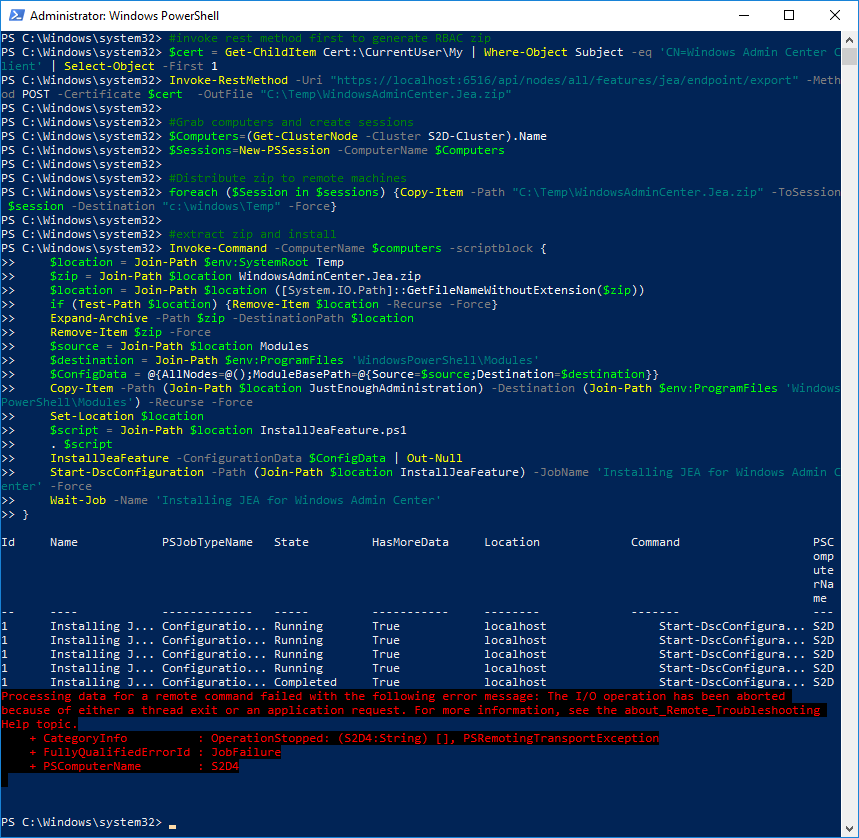 Administrator: Windows PowerShell
PS C:\Windows\system32> #invoke rest method first to generate RBAC zip
PS C:\Windows\system32> $cert = Get-ChildItem Cert:\CurrentUser\My | Where-Object Subject -eq 'CN=Windows Admin Center C
lient' | Select-Object -First 1
PS C:\Windows\system32> Invoke-RestMethod -Uri "https://localhost:6516/api/nodes/all/features/jea/endpoint/export" -Meth
od POST -Certificate $cert  -OutFile "C:\Temp\WindowsAdminCenter.Jea.zip"
PS C:\Windows\system32>
PS C:\Windows\system32> #Grab computers and create sessions
PS C:\Windows\system32> $Computers=(Get-ClusterNode -Cluster S2D-Cluster).Name
PS C:\Windows\system32> $Sessions=New-PSSession -ComputerName $Computers
PS C:\Windows\system32>
PS C:\Windows\system32> #Distribute zip to remote machines
PS C:\Windows\system32> foreach ($Session in $sessions) {Copy-Item -Path "C:\Temp\WindowsAdminCenter.Jea.zip" -ToSession
 $session -Destination "c:\windows\Temp" -Force}
PS C:\Windows\system32>
PS C:\Windows\system32> #extract zip and install
PS C:\Windows\system32> Invoke-Command -ComputerName $computers -scriptblock {
>>     $location = Join-Path $env:SystemRoot Temp
>>     $zip = Join-Path $location WindowsAdminCenter.Jea.zip
>>     $location = Join-Path $location ([System.IO.Path]::GetFileNameWithoutExtension($zip))
>>     if (Test-Path $location) {Remove-Item $location -Recurse -Force}
>>     Expand-Archive -Path $zip -DestinationPath $location
>>     Remove-Item $zip -Force
>>     $source = Join-Path $location Modules
>>     $destination = Join-Path $env:ProgramFiles 'WindowsPowerShell\Modules'
>>     $ConfigData = @{AllNodes=@();ModuleBasePath=@{Source=$source;Destination=$destination}}
>>     Copy-Item -Path (Join-Path $location JustEnoughAdministration) -Destination (Join-Path $env:ProgramFiles 'Windows
PowerShell\Modules') -Recurse -Force
>>     Set-Location $location
>>     $script = Join-Path $location InstallJeaFeature.ps1
>>     . $script
>>     InstallJeaFeature -ConfigurationData $ConfigData | Out-Null
>>     Start-DscConfiguration -Path (Join-Path $location InstallJeaFeature) -JobName 'Installing JEA for Windows Admin C
enter' -Force
>>     Wait-Job -Name 'Installing JEA for Windows Admin Center'
>> }
Id     Name            PSJobTypeName   State         HasMoreData     Location             Command                   PSC
omp
ute
rNa
me
--     ----            -------------   -----         -----------     --------             -------                   ---
1      Installing J... Configuratio... Running       True            localhost                Start-DscConfigura... S2D
1      Installing J... Configuratio... Running       True            localhost                Start-DscConfigura... S2D
1      Installing J... Configuratio... Running       True            localhost                Start-DscConfigura... S2D
1      Installing J... Configuratio... Running       True            localhost                Start-DscConfigura... S2D
1      Installing J... Configuratio... Completed     True            localhost                Start-DscConfigura... S2D
Processing data for a remote command failed with the following error message: The I/O operation has been aborted
because of either a thread exit or an application request. For more information, see the about_Remote_Troubleshooting
Help topic.
    + CategoryInfo          : OperationStopped: (S2D4:String) [], PSRemotingTransportException
    + FullyQualifiedErrorId : JobFailure
    + PSComputerName        : S2D4
PS C:\Windows\system32>